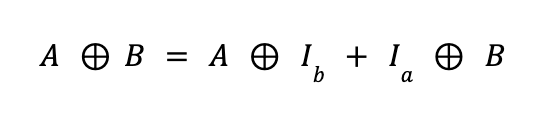 A ⊕ B = A ⊕ I_b + I_a ⊕ B